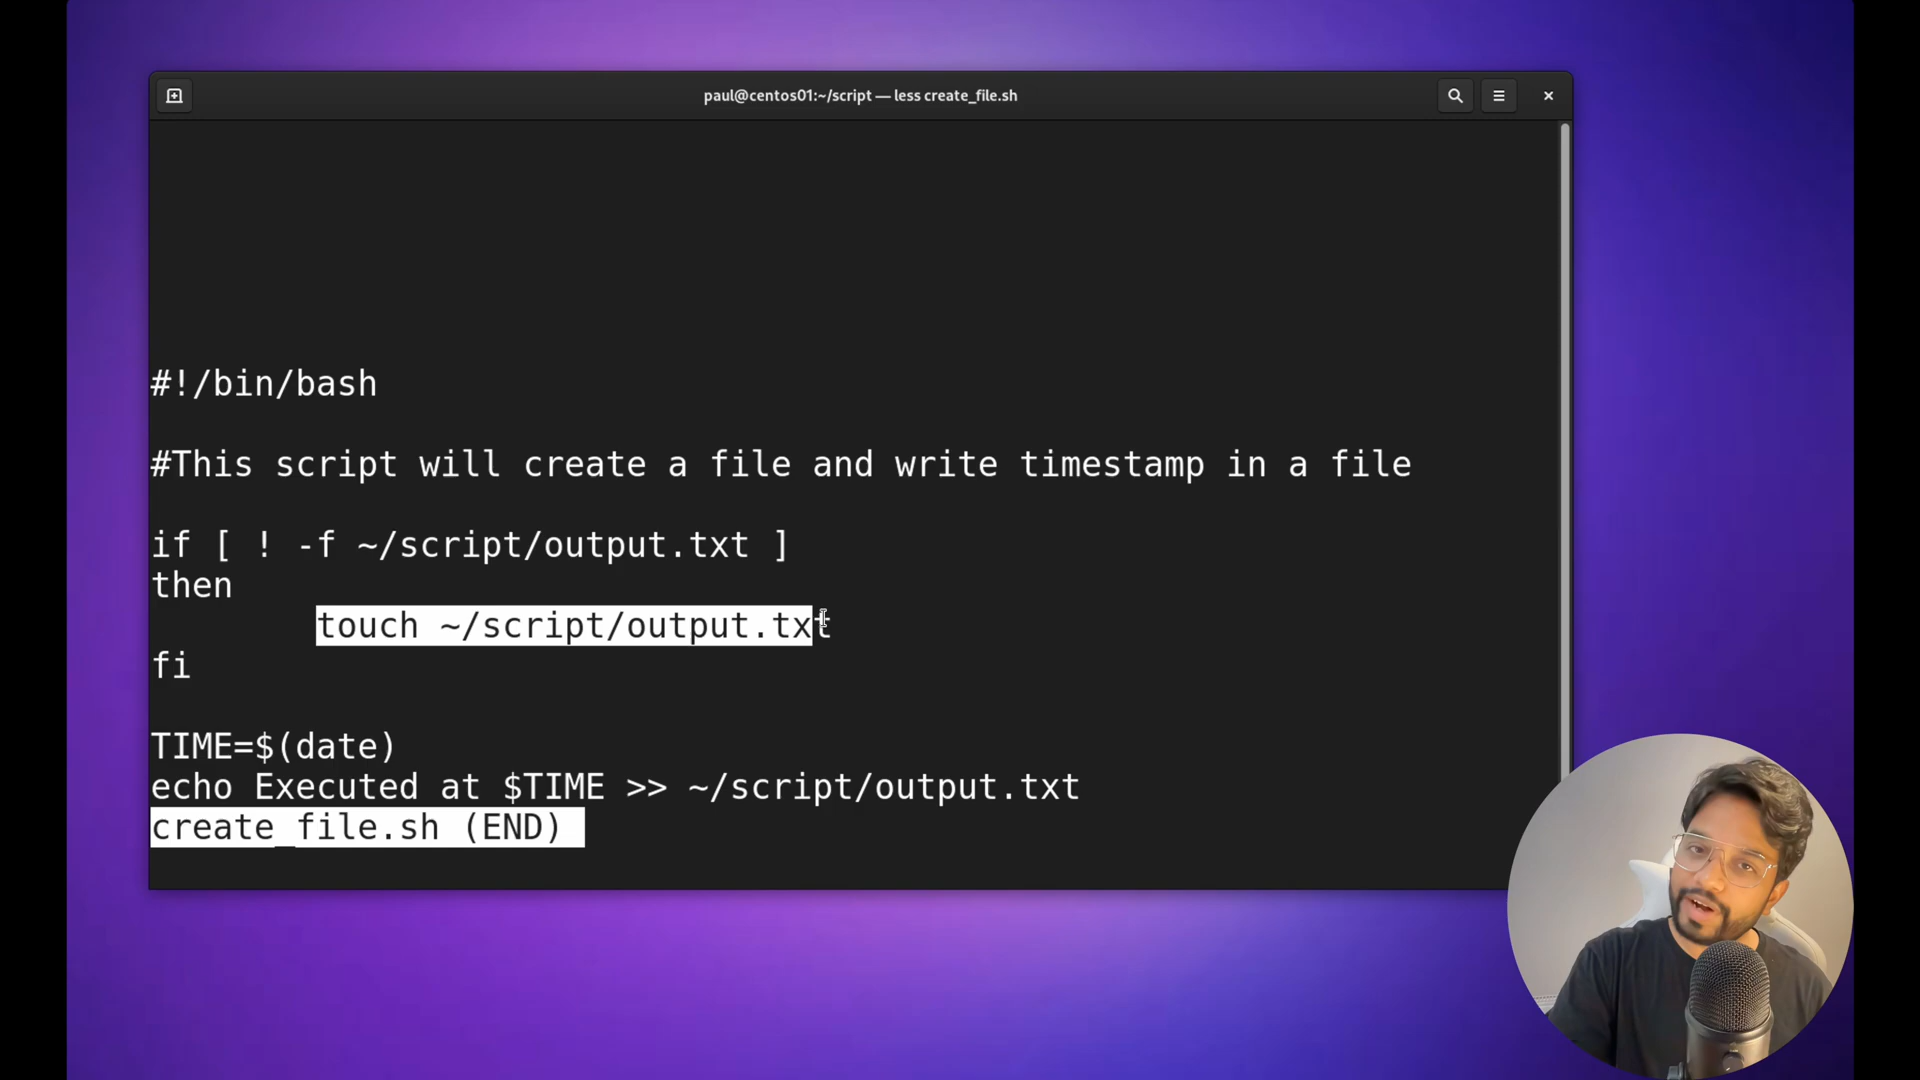 paul@centos01:~/script — less create_file.sh
#!/bin/bash
#This script will create a file and write timestamp in a file
if [ ! -f ~/script/output.txt ]
then
touch ~/script/output.txt
fi
TIME=$(date)
echo Executed at $TIME >> ~/script/output.txt
create_file.sh (END)